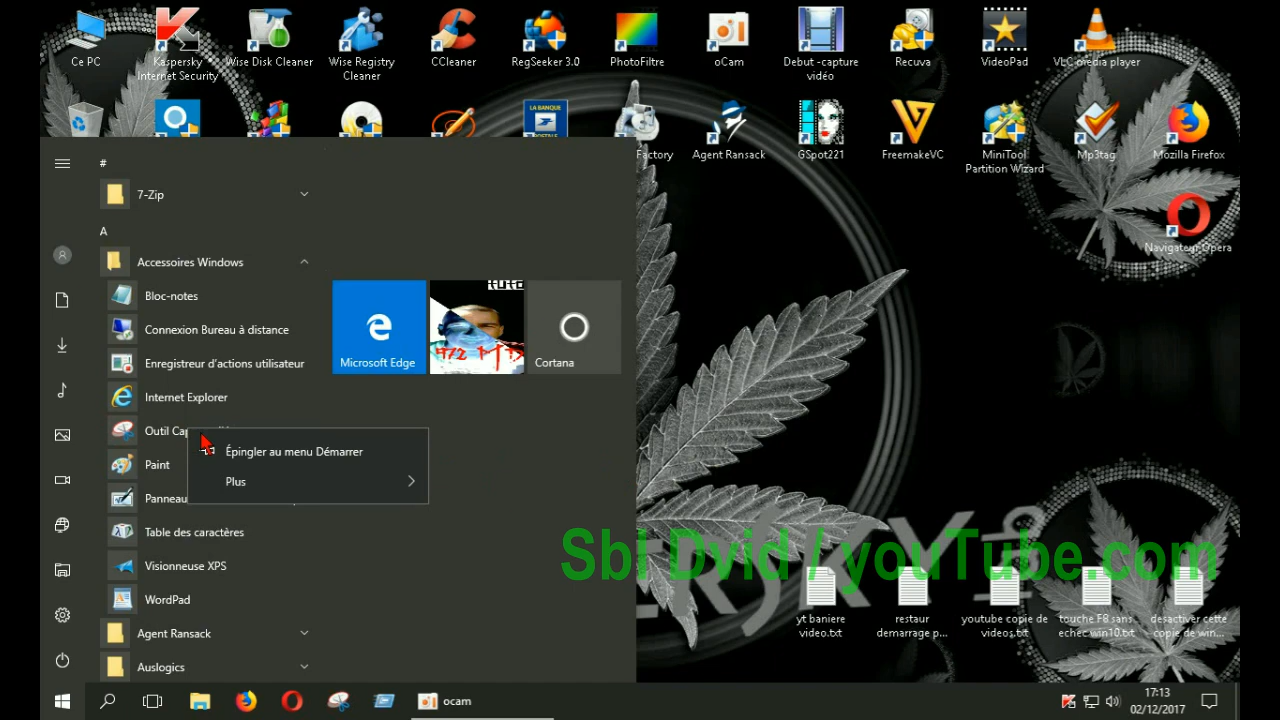 Ce PC
Kaspersky
Internet Security
Wise Disk Cleaner
Wise Registry
Cleaner
CCleaner
RegSeeker 3.0
PhotoFiltre
oCam
Debut -capture
vidéo
Recuva
VideoPad
VLC media player
LA BANQUE
Factory
Agent Ransack
GSpot221
FreemakeVC
MiniTool
Partition Wizard
Mp3tag
Mozilla Firefox
Navigateur Opera
#
7-Zip
A
Accessoires Windows
Bloc-notes
Connexion Bureau à distance
Enregistreur d'actions utilisateur
Internet Explorer
Outil
Paint
Panneau
Table des caractères
Visionneuse XPS
WordPad
Agent Ransack
Auslogics
Épingler au menu Démarrer
Plus
Microsoft Edge
tuto
Cortana
Sbl Dvid / youTube.com
yt baniere
video.txt
restaur
demarrage p...
youtube copie de
videos.txt
touche F8 sans
echec win10.txt
desactiver cette
copie de win...
ocam
17:13
02/12/2017